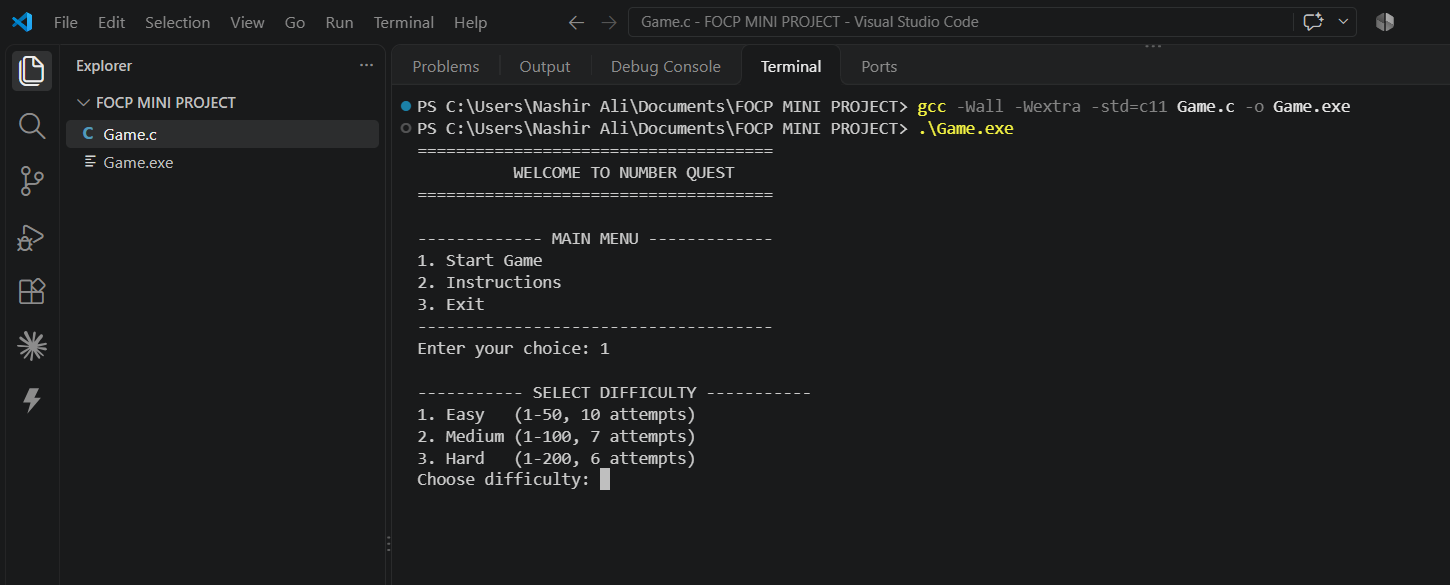 File Edit Selection View Go Run Terminal Help
Game.c - FOCP MINI PROJECT - Visual Studio Code
Explorer
FOCP MINI PROJECT
C Game.c
Game.exe
Problems Output Debug Console Terminal Ports
PS C:\Users\Nashir Ali\Documents\FOCP MINI PROJECT> gcc -Wall -Wextra -std=c11 Game.c -o Game.exe
PS C:\Users\Nashir Ali\Documents\FOCP MINI PROJECT> .\Game.exe
=====================================
          WELCOME TO NUMBER QUEST
=====================================
------------- MAIN MENU -------------
1. Start Game
2. Instructions
3. Exit
-------------------------------------
Enter your choice: 1
----------- SELECT DIFFICULTY -----------
1. Easy   (1-50, 10 attempts)
2. Medium (1-100, 7 attempts)
3. Hard   (1-200, 6 attempts)
Choose difficulty: